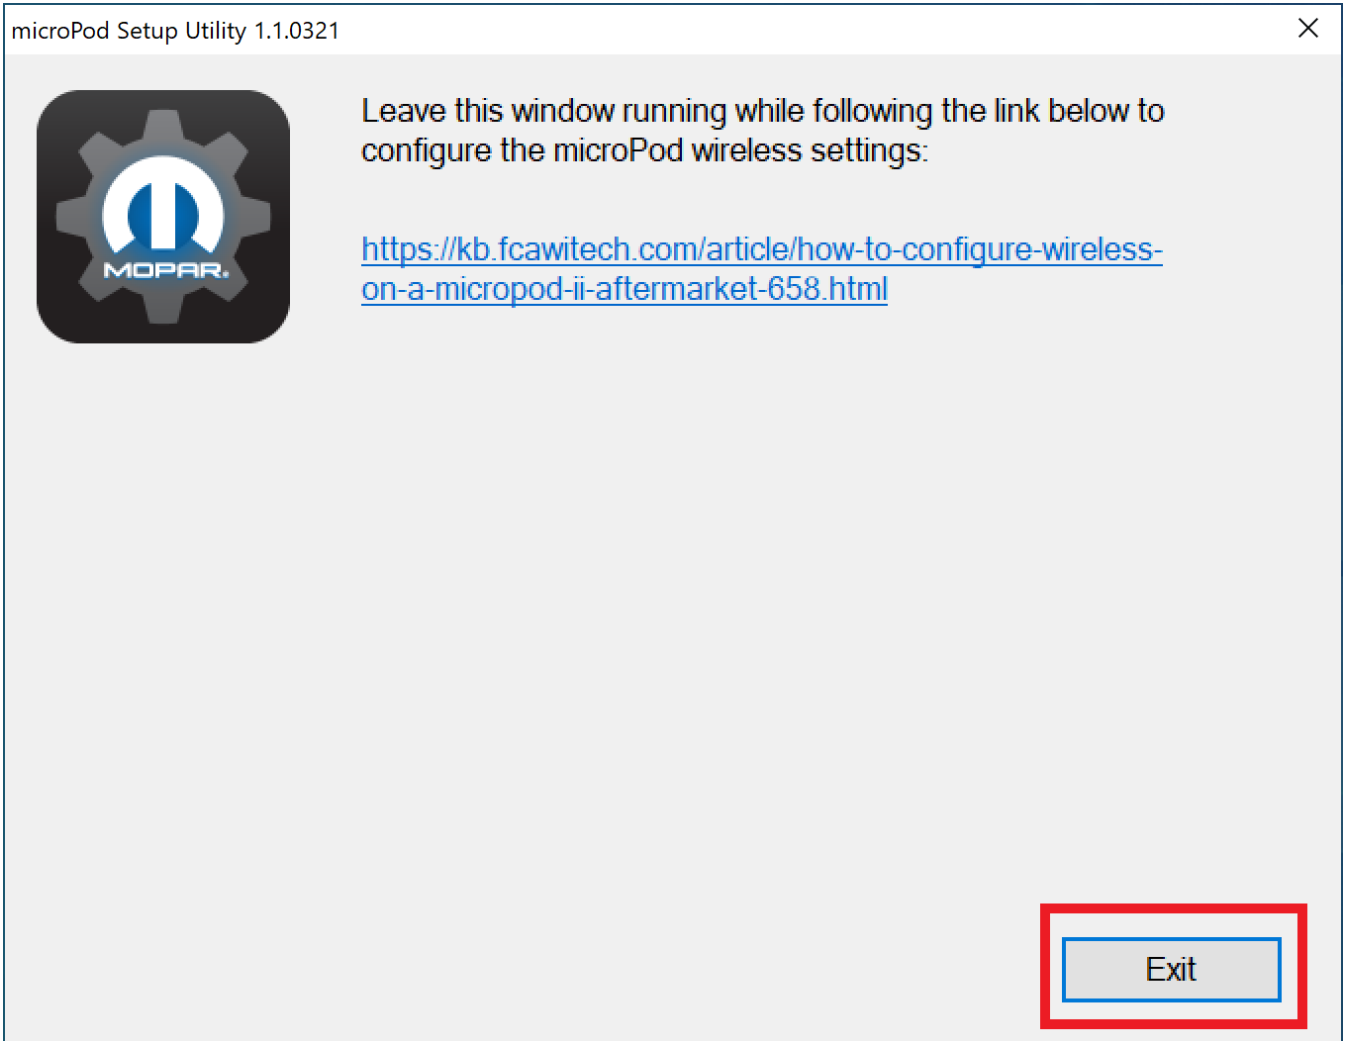 microPod Setup Utility 1.1.0321
Leave this window running while following the link below to
configure the microPod wireless settings:
https://kb.fcawitech.com/article/how-to-configure-wireless-
on-a-micropod-ii-aftermarket-658.html
MOPAR.
Exit